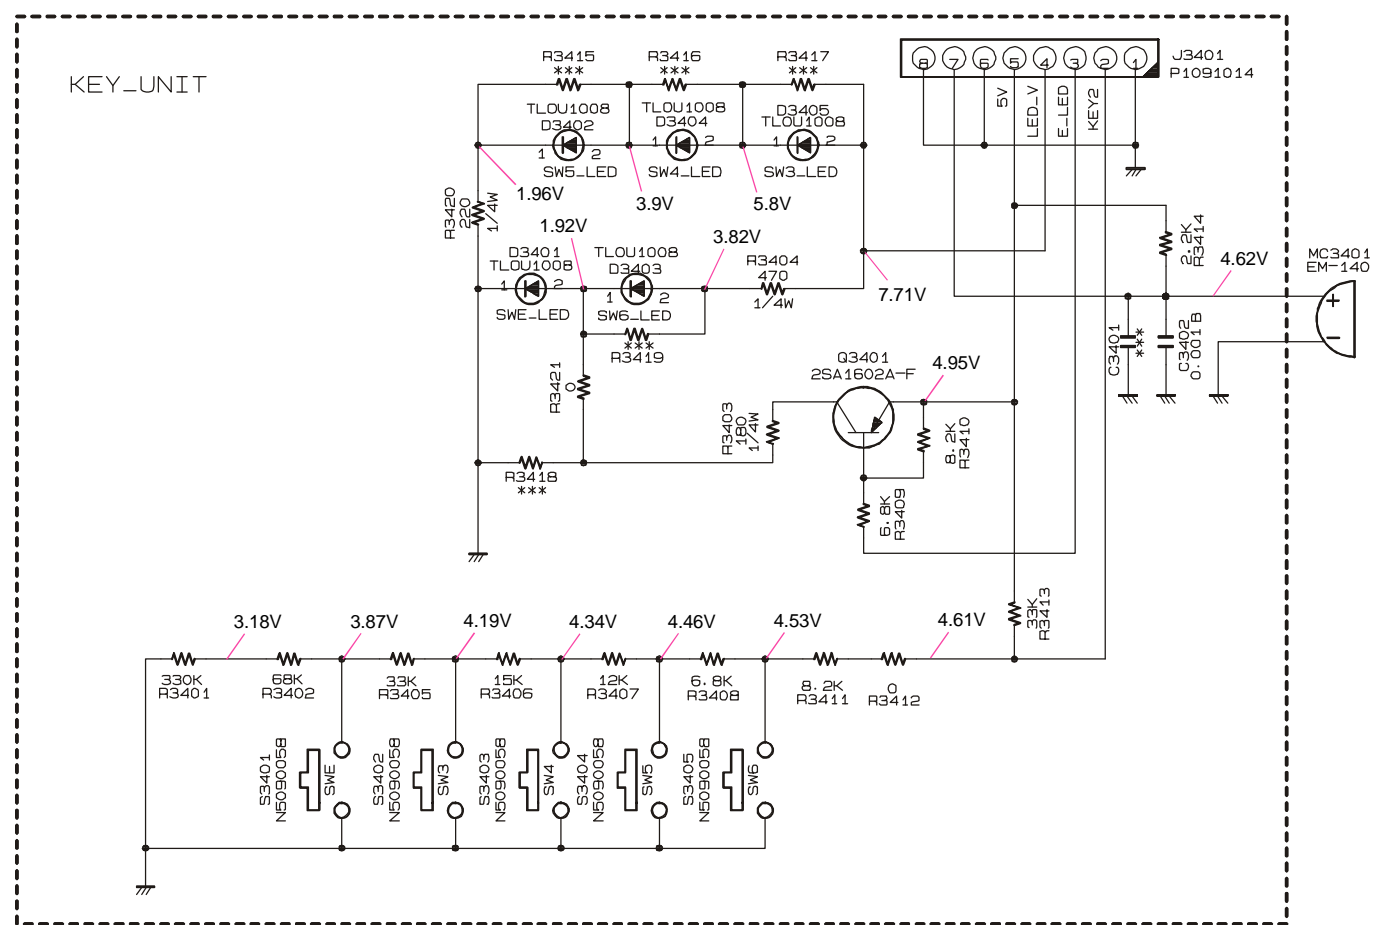 KEY_UNIT
R3415
***
R3416
***
R3417
***
TLOU1008
D3402
1 2
SW5_LED
TLOU1008
D3404
1 2
SW4_LED
D3405
TLOU1008
1 2
SW3_LED
8 7 6 5 4 3 2 1
J3401
P1091014
5V
LED_V
E_LED
KEY2
1.96V
3.9V
5.8V
R3420
220
1/4W
1.92V
3.82V
7.71V
D3401
TLOU1008
1 2
SWE_LED
TLOU1008
D3403
1 2
SW6_LED
R3404
470
1/4W
***
R3419
R3421
0
R3418
***
R3403
180
1/4W
Q3401
2SA1602A-F
4.95V
8.2K
R3410
6.8K
R3409
2.2K
R3414
4.62V
MC3401
EM-140
+
-
C3401
***
C3402
0.001 B
33K
R3413
3.18V
3.87V
4.19V
4.34V
4.46V
4.53V
4.61V
330K
R3401
68K
R3402
33K
R3405
15K
R3406
12K
R3407
6.8K
R3408
8.2K
R3411
0
R3412
S3401
N5090058
SWE
S3402
N5090058
SW3
S3403
N5090058
SW4
S3404
N5090058
SW5
S3405
N5090058
SW6